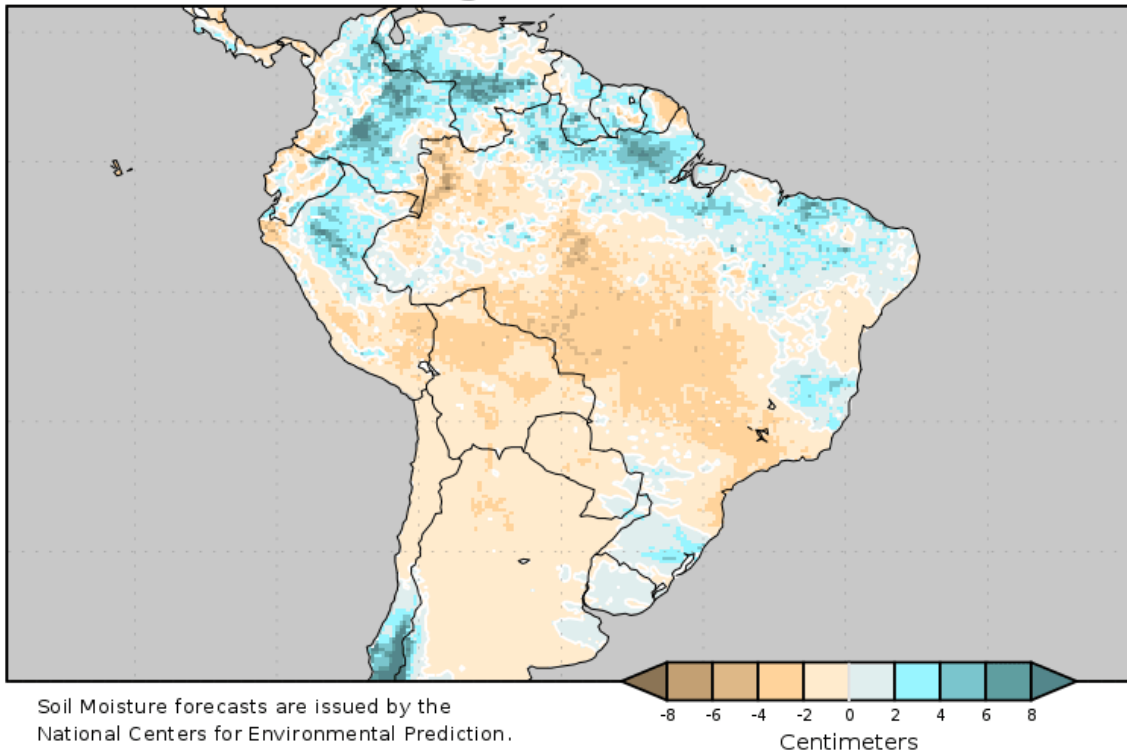 Soil Moisture forecasts are issued by the
National Centers for Environmental Prediction.
-8 -6 -4 -2 0 2 4 6 8
Centimeters